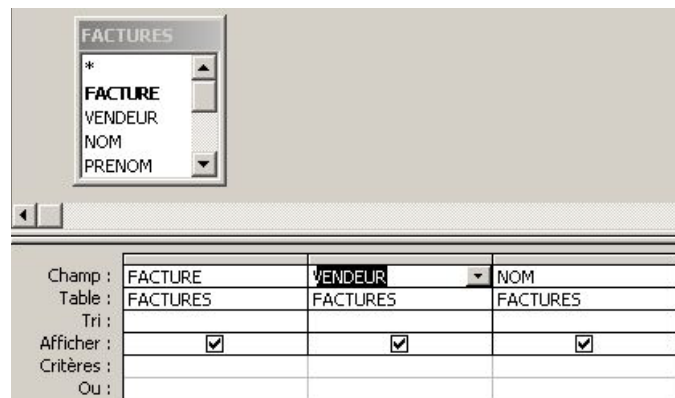 FACTURES
*
FACTURE
VENDEUR
NOM
PRENOM
Champ : FACTURE VENDEUR NOM
Table : FACTURES FACTURES FACTURES
Tri :
Afficher :
Critères :
Ou :